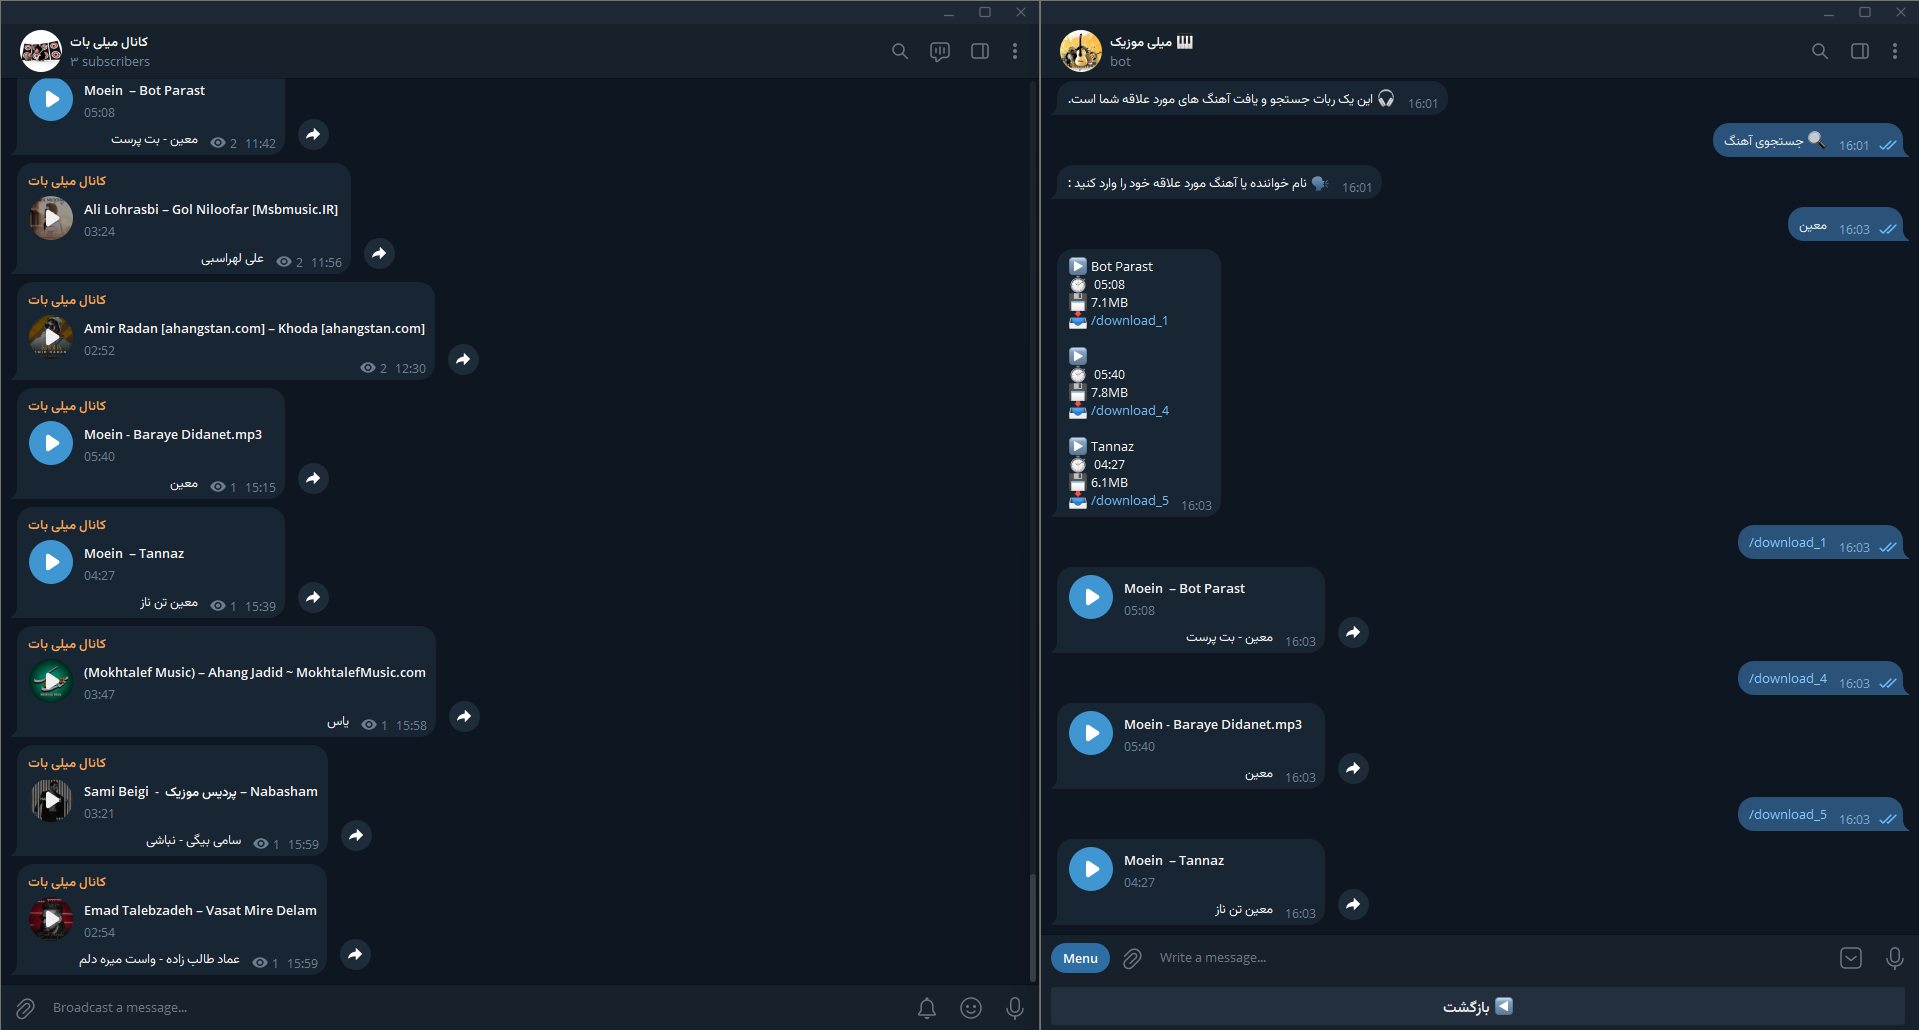 کانال میلی بات
۳ subscribers
Moein – Bot Parast
05:08
معین - بت پرست
2 11:42
کانال میلی بات
Ali Lohrasbi – Gol Niloofar [Msbmusic.IR]
03:24
علی لهراسبی
2 11:56
کانال میلی بات
Amir Radan [ahangstan.com] – Khoda [ahangstan.com]
02:52
2 12:30
کانال میلی بات
Moein - Baraye Didanet.mp3
05:40
معین
1 15:15
کانال میلی بات
Moein – Tannaz
04:27
معین تن ناز
1 15:39
کانال میلی بات
(Mokhtalef Music) – Ahang Jadid ~ MokhtalefMusic.com
03:47
یاس
1 15:58
کانال میلی بات
Sami Beigi - پردیس موزیک – Nabasham
03:21
سامی بیگی - نباشی
1 15:59
کانال میلی بات
Emad Talebzadeh – Vasat Mire Delam
02:54
عماد طالب زاده - واست میره دلم
1 15:59
Broadcast a message...
میلی موزیک
bot
این یک ربات جستجو و یافت آهنگ های مورد علاقه شما است.
16:01
جستجوی آهنگ
16:01
نام خواننده یا آهنگ مورد علاقه خود را وارد کنید :
16:01
معین
16:03
Bot Parast
05:08
7.1MB
/download_1
05:40
7.8MB
/download_4
Tannaz
04:27
6.1MB
/download_5
16:03
/download_1
16:03
Moein – Bot Parast
05:08
معین - بت پرست
16:03
/download_4
16:03
Moein - Baraye Didanet.mp3
05:40
معین
16:03
/download_5
16:03
Moein – Tannaz
04:27
معین تن ناز
16:03
Menu
Write a message...
بازگشت